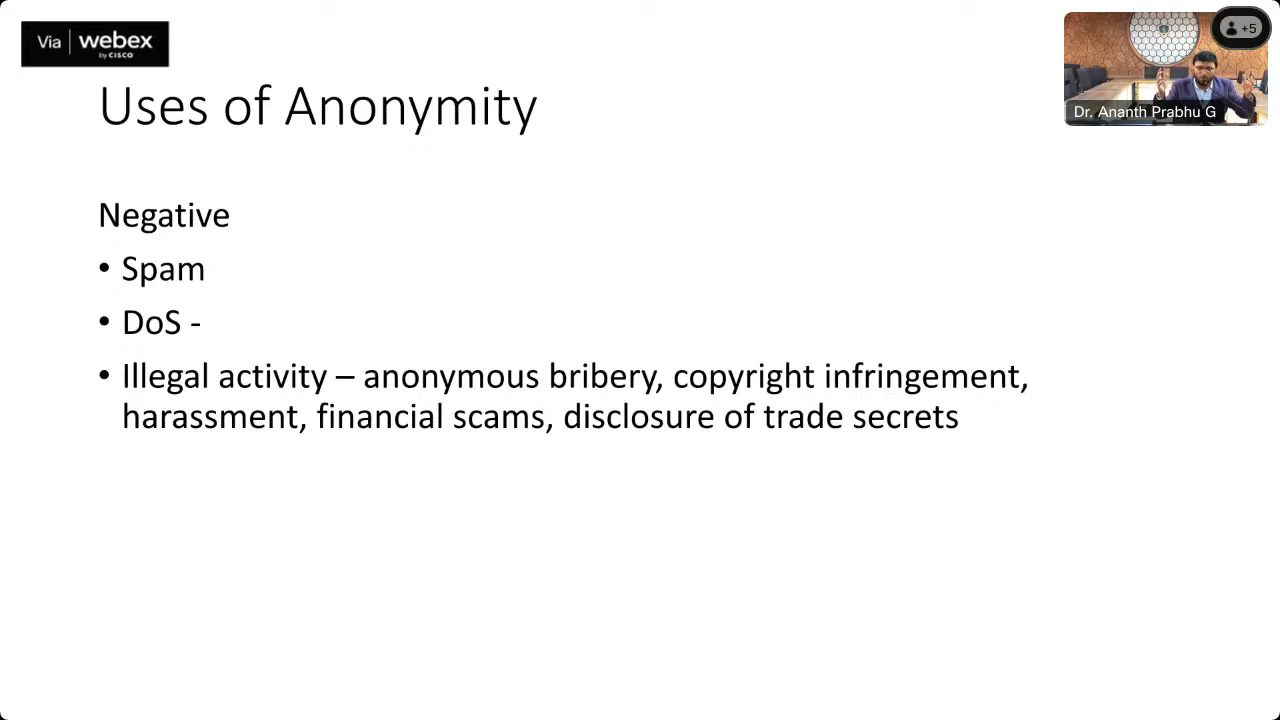 Via | webex
by CISCO
+5
Dr. Ananth Prabhu G
Uses of Anonymity
Negative
• Spam
• DoS -
• Illegal activity – anonymous bribery, copyright infringement,
harassment, financial scams, disclosure of trade secrets